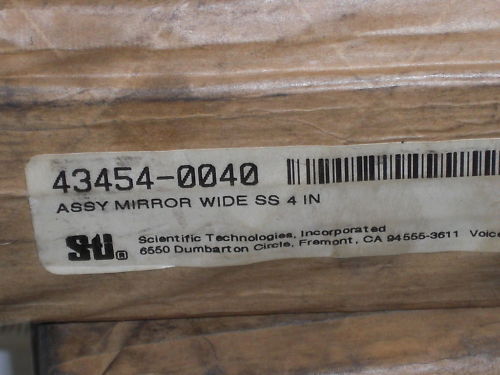 43454-0040
ASSY MIRROR WIDE SS 4 IN
Sti®
Scientific Technologies, Incorporated
6550 Dumbarton Circle, Fremont, CA 94555-3611 Voice